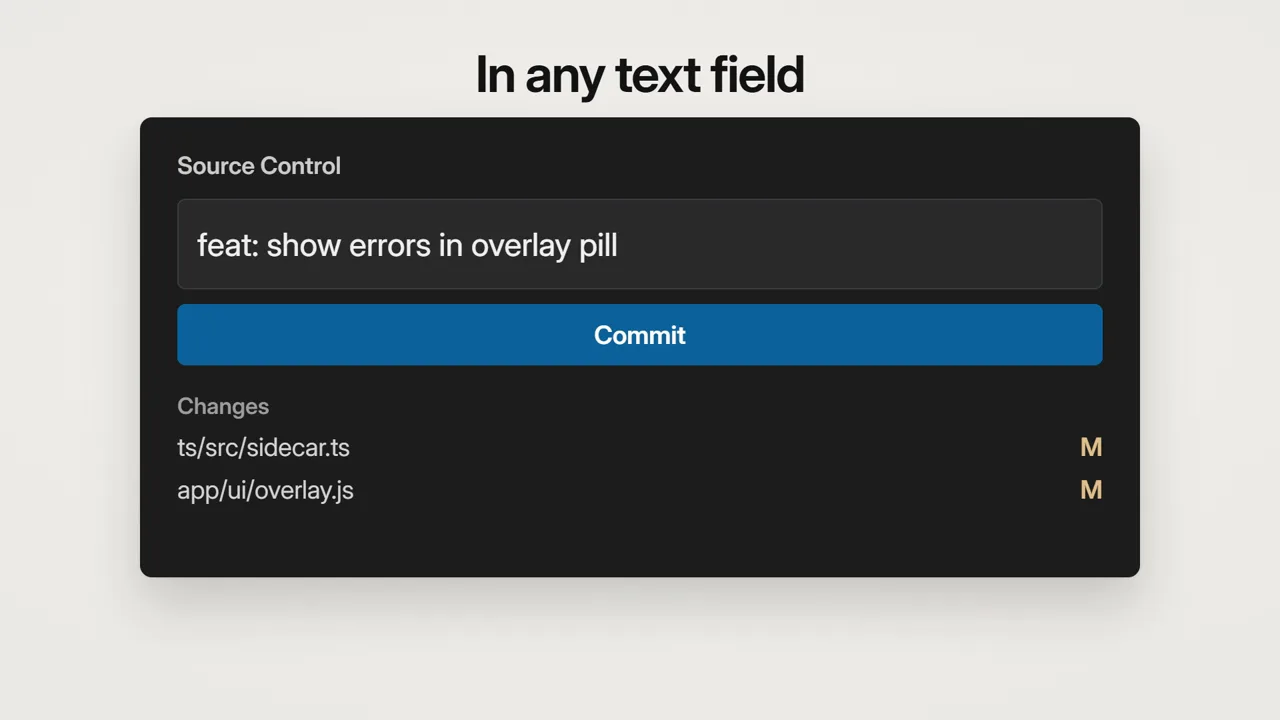 In any text field
Source Control
feat: show errors in overlay pill
Commit
Changes
ts/src/sidecar.ts M
app/ui/overlay.js M